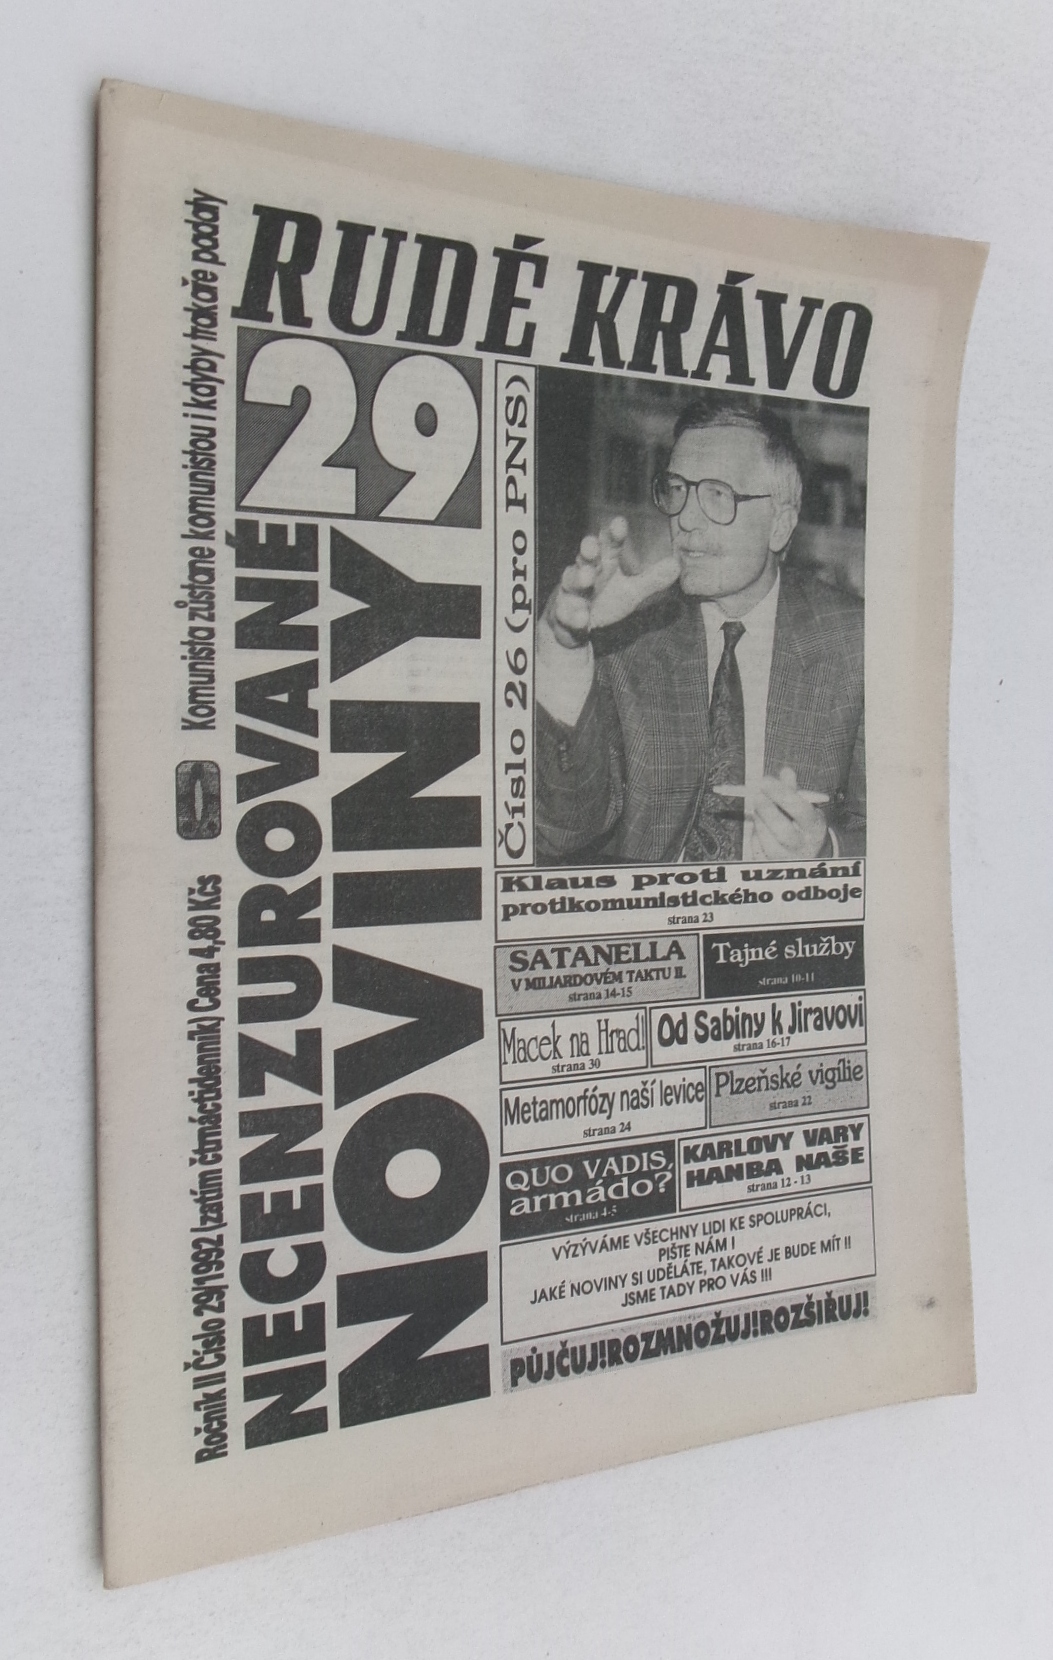 Ročník II Číslo 29/1992 (zatím čtrnáctideník) Cena 4,80 Kčs
Komunista zůstane komunistou i kdyby trakaře padaly
NECENZUROVANÉ
NOVINY
29
RUDÉ KRÁVO
Číslo 26 (pro PNS)
Klaus proti uznání
protikomunistického odboje
strana 23
SATANELLA
V MILIARDOVÉM TAKTU II.
strana 14-15
Tajné služby
strana 10-11
Macek na Hrad!
strana 30
Od Sabiny k Jiravovi
strana 16-17
Metamorfózy naší levice
strana 24
Plzeňské vigílie
strana 22
QUO VADIS,
armádo?
strana 4-5
KARLOVY VARY
HANBA NAŠE
strana 12 - 13
VÝZÝVÁME VŠECHNY LIDI KE SPOLUPRÁCI,
PIŠTE NÁM !
JAKÉ NOVINY SI UDĚLÁTE, TAKOVÉ JE BUDE MÍT !!
JSME TADY PRO VÁS !!!
PŮJČUJ!ROZMNOŽUJ!ROZŠIŘUJ!